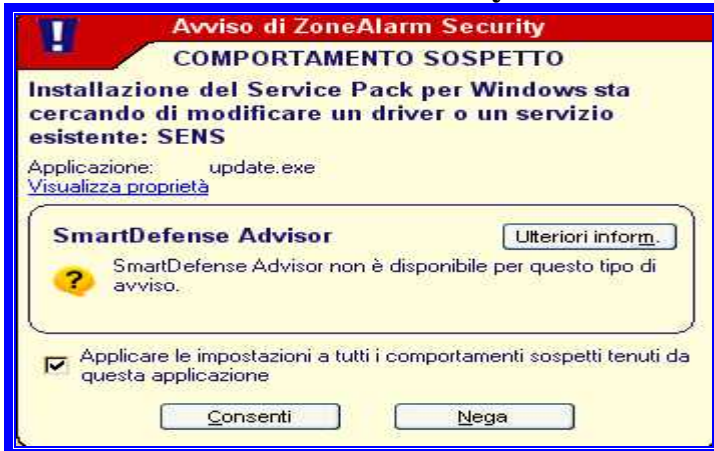 Avviso di ZoneAlarm Security
COMPORTAMENTO SOSPETTO
Installazione del Service Pack per Windows sta
cercando di modificare un driver o un servizio
esistente: SENS
Applicazione: update.exe
Visualizza proprietà
SmartDefense Advisor
Ulteriori inform.
SmartDefense Advisor non è disponibile per questo tipo di
avviso.
Applicare le impostazioni a tutti i comportamenti sospetti tenuti da
questa applicazione
Consenti Nega